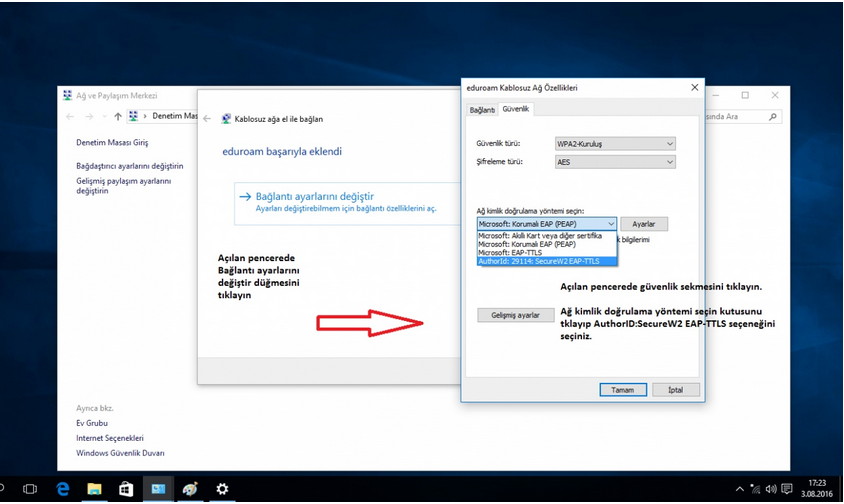 Ağ ve Paylaşım Merkezi
Denetim Mas
sında Ara
Denetim Masası Giriş
Bağdaştırıcı ayarlarını değiştirin
Gelişmiş paylaşım ayarlarını
değiştirin
Ayrıca bkz.
Ev Grubu
Internet Seçenekleri
Windows Güvenlik Duvarı
Kablosuz ağa el ile bağlan
eduroam başarıyla eklendi
Bağlantı ayarlarını değiştir
Ayarları değiştirebilmem için bağlantı özelliklerini aç.
Açılan pencerede
Bağlantı ayarlarını
değiştir düğmesini
tıklayın
eduroam Kablosuz Ağ Özellikleri
Bağlantı Güvenlik
Güvenlik türü: WPA2-Kuruluş
Şifreleme türü: AES
Ağ kimlik doğrulama yöntemi seçin:
Microsoft: Korumalı EAP (PEAP) Ayarlar
Microsoft: Akıllı Kart veya diğer sertifika
Microsoft: Korumalı EAP (PEAP)
k bilgilerimi
Microsoft: EAP-TTLS
AuthorId: 29114: SecureW2 EAP-TTLS
Açılan pencerede güvenlik sekmesini tıklayın.
Ağ kimlik doğrulama yöntemi seçin kutusunu
tklayıp AuthorID:SecureW2 EAP-TTLS seçeneğini
seçiniz.
Gelişmiş ayarlar
Tamam İptal
17:23
3.08.2016